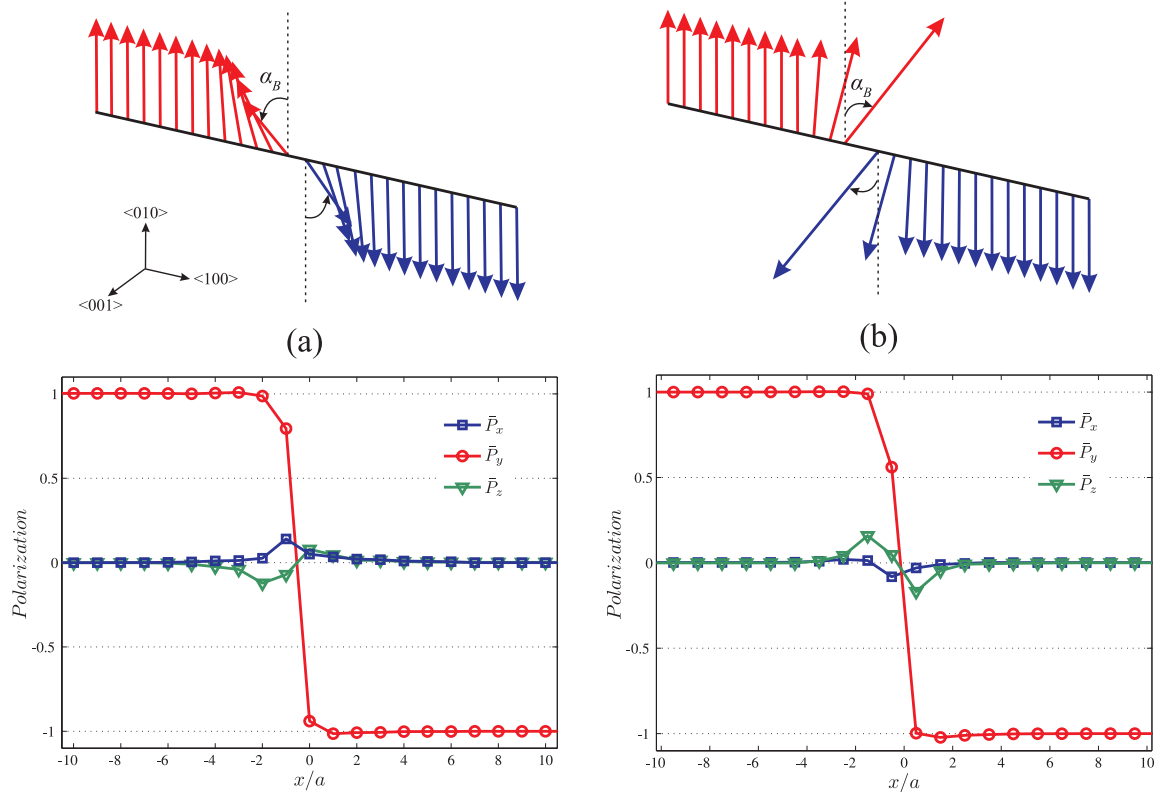 α_B
α_B
<010>
<100>
<001>
(a)
(b)
1
0.5
0
-0.5
-1
Polarization
P̄_x
P̄_y
P̄_z
-10 -8 -6 -4 -2 0 2 4 6 8 10
x/a
1
0.5
0
-0.5
-1
Polarization
P̄_x
P̄_y
P̄_z
-10 -8 -6 -4 -2 0 2 4 6 8 10
x/a